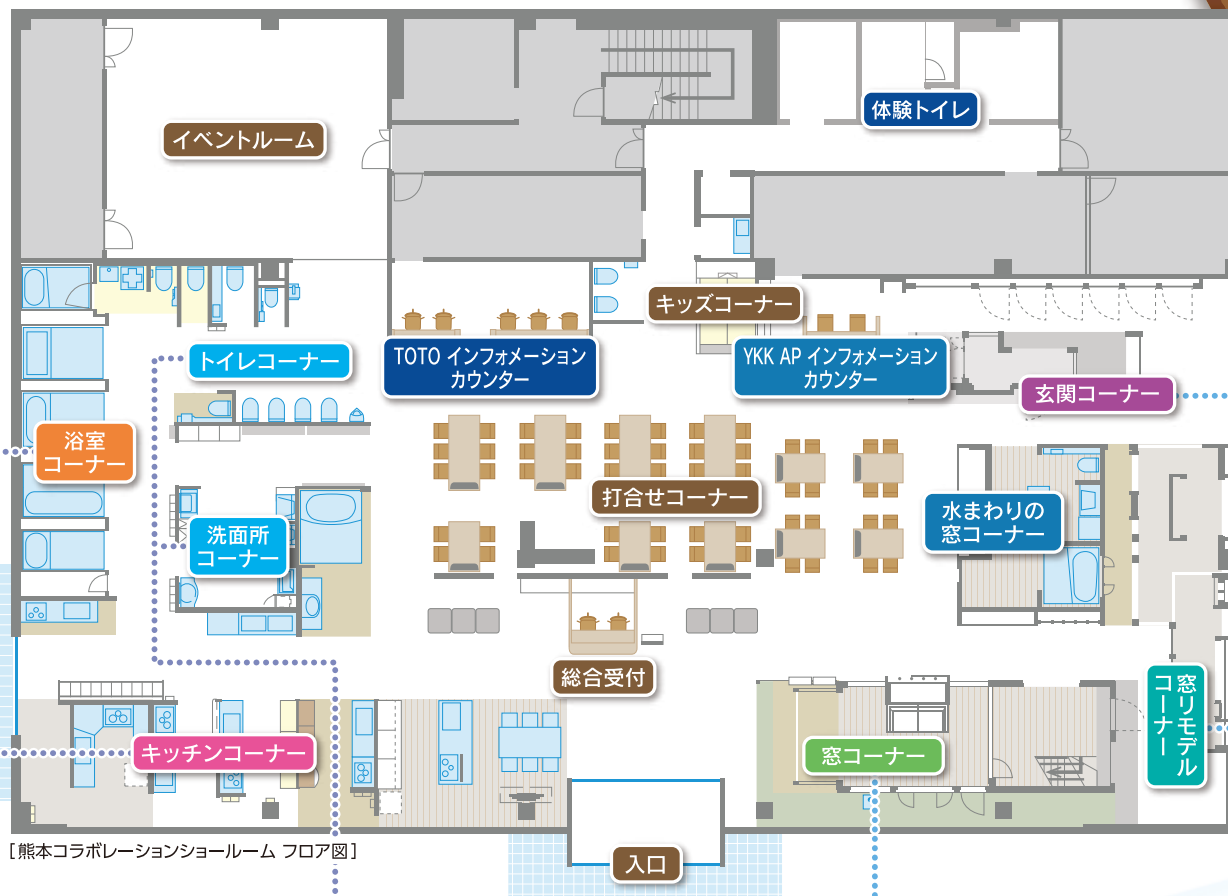 イベントルーム
体験トイレ
キッズコーナー
トイレコーナー
TOTO インフォメーション
カウンター
YKK AP インフォメーション
カウンター
玄関コーナー
浴室
コーナー
打合せコーナー
水まわりの
窓コーナー
洗面所
コーナー
総合受付
窓リモデル
コーナー
キッチンコーナー
窓コーナー
[熊本コラボレーションショールーム フロア図]
入口